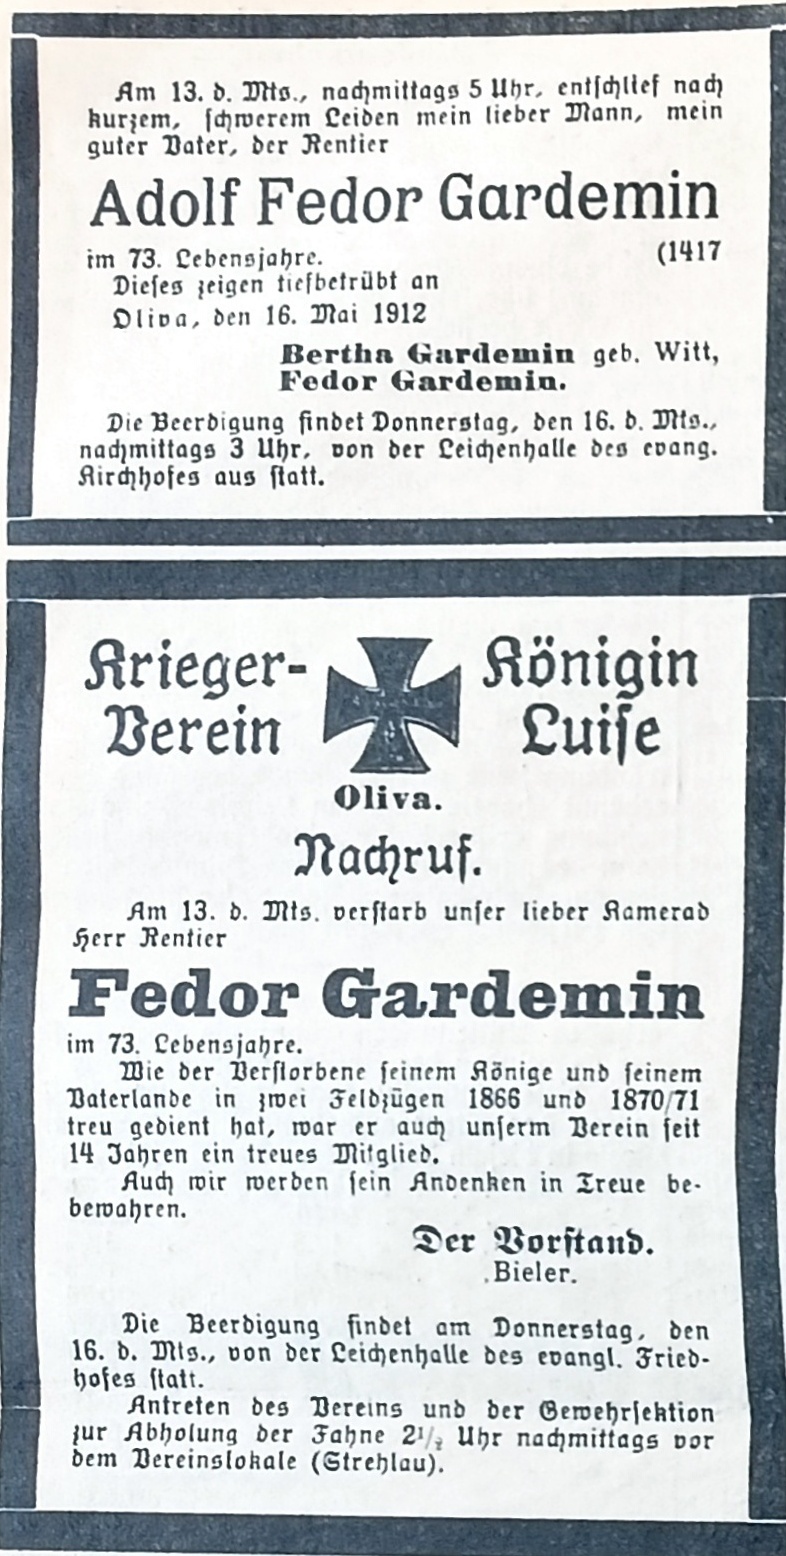 Am 13. d. Mts., nachmittags 5 Uhr, entschlief nach
kurzem, schwerem Leiden mein lieber Mann, mein
guter Vater, der Rentier
Adolf Fedor Gardemin
im 73. Lebensjahre. (1417
Dieses zeigen tiefbetrübt an
Oliva, den 16. Mai 1912
Bertha Gardemin geb. Witt,
Fedor Gardemin.
Die Beerdigung findet Donnerstag, den 16. d. Mts.,
nachmittags 3 Uhr, von der Leichenhalle des evang.
Kirchhofes aus statt.
Krieger- Königin
Verein Luise
Oliva.
Nachruf.
Am 13. d. Mts. verstarb unser lieber Kamerad
Herr Rentier
Fedor Gardemin
im 73. Lebensjahre.
Wie der Verstorbene seinem Könige und seinem
Vaterlande in zwei Feldzügen 1866 und 1870/71
treu gedient hat, war er auch unserm Verein seit
14 Jahren ein treues Mitglied.
Auch wir werden sein Andenken in Treue be-
bewahren.
Der Vorstand.
Bieler.
Die Beerdigung findet am Donnerstag, den
16. d. Mts., von der Leichenhalle des evangl. Fried-
hofes statt.
Antreten des Vereins und der Gewehrsektion
zur Abholung der Fahne 2½ Uhr nachmittags vor
dem Vereinslokale (Strehlau).